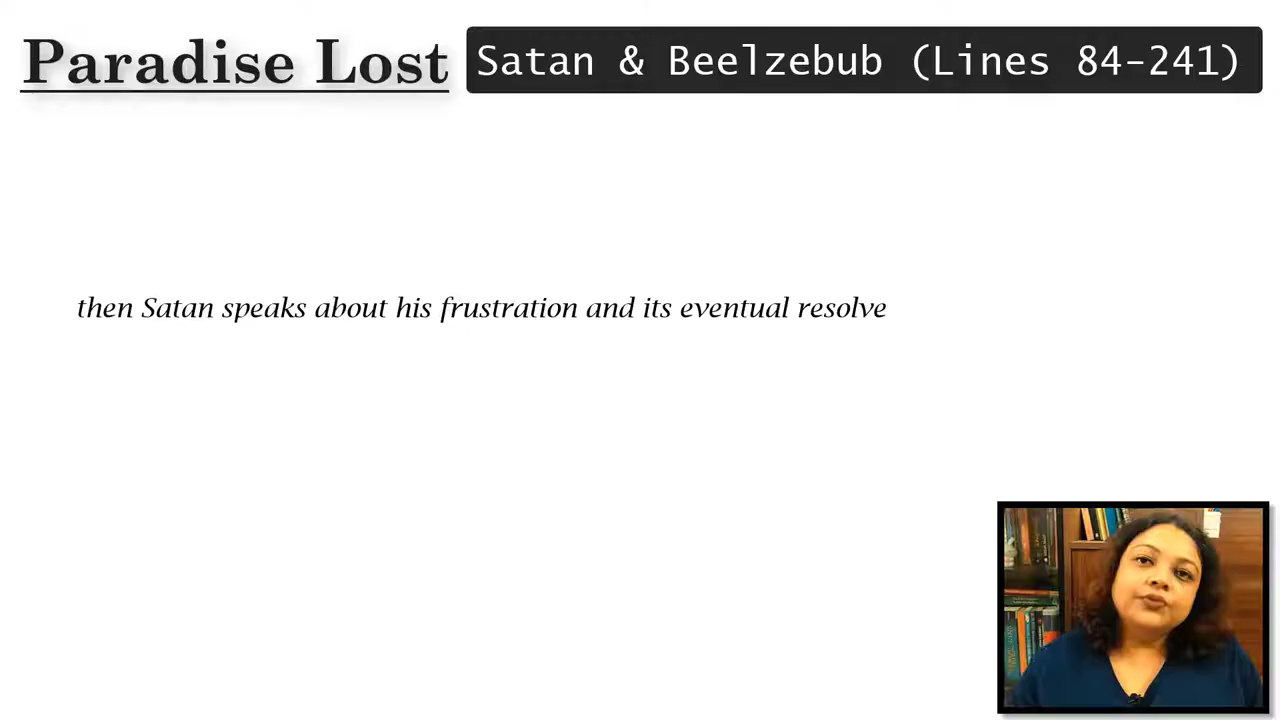 Paradise Lost Satan & Beelzebub (Lines 84-241)
then Satan speaks about his frustration and its eventual resolve